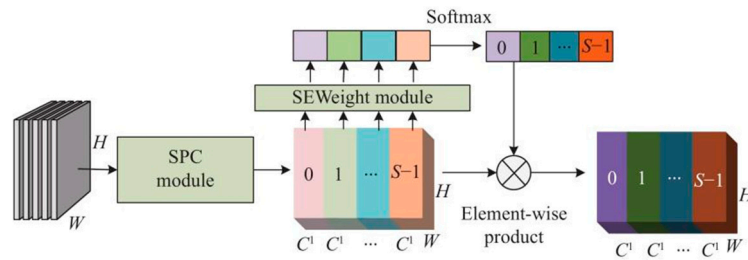 Softmax
0 1 ... S−1
SEWeight module
H
SPC
module
W
0 1 ... S−1
H
C¹ C¹ ... C¹ W
Element-wise
product
0 1 ... S−1
H
C¹ C¹ ... C¹ W